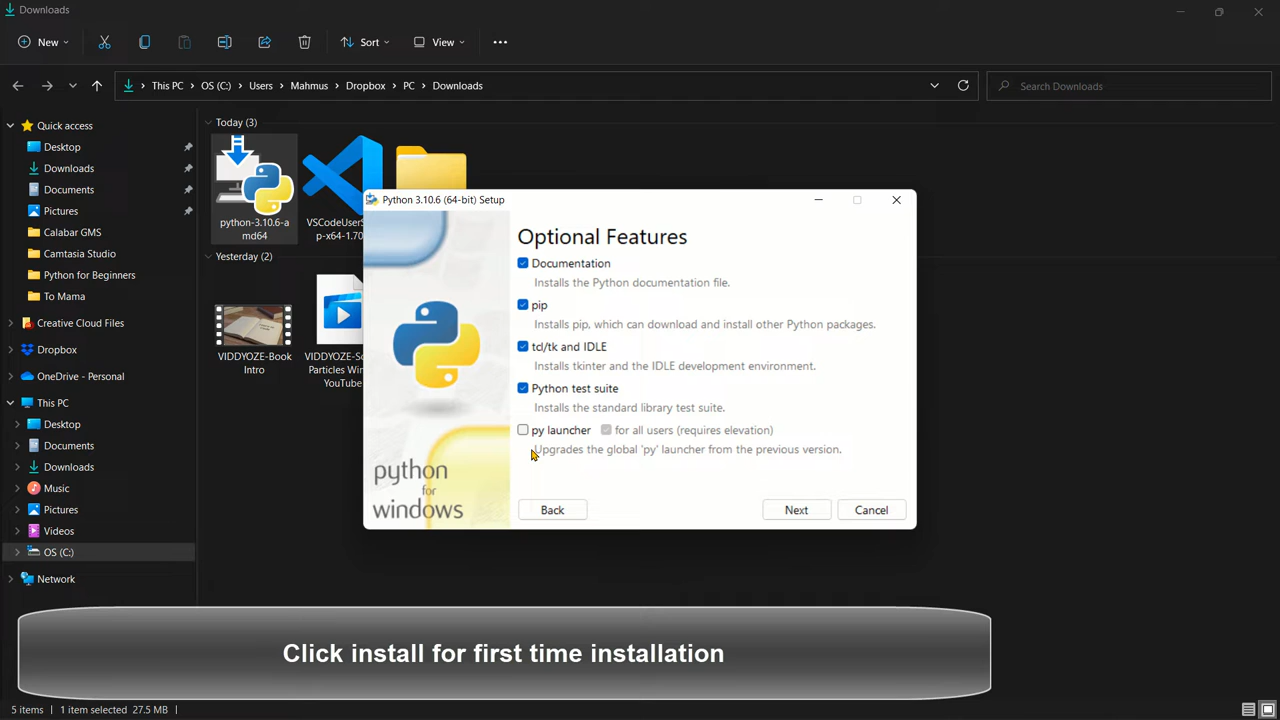 Downloads
New
Sort
View
This PC
OS (C:)
Users
Mahmus
Dropbox
PC
Downloads
Search Downloads
Quick access
Desktop
Downloads
Documents
Pictures
Calabar GMS
Camtasia Studio
Python for Beginners
To Mama
Creative Cloud Files
Dropbox
OneDrive - Personal
This PC
Desktop
Documents
Downloads
Music
Pictures
Videos
OS (C:)
Network
Today (3)
python-3.10.6-a
md64
VSCodeUserS
p-x64-1.70
Yesterday (2)
VIDDYOZE-Book
Intro
VIDDYOZE-So
Particles Wi
YouTube
Python 3.10.6 (64-bit) Setup
python
for
windows
Optional Features
Documentation
Installs the Python documentation file.
pip
Installs pip, which can download and install other Python packages.
tcl/tk and IDLE
Installs tkinter and the IDLE development environment.
Python test suite
Installs the standard library test suite.
py launcher for all users (requires elevation)
Upgrades the global 'py' launcher from the previous version.
Back
Next
Cancel
Click install for first time installation
5 items
1 item selected 27.5 MB